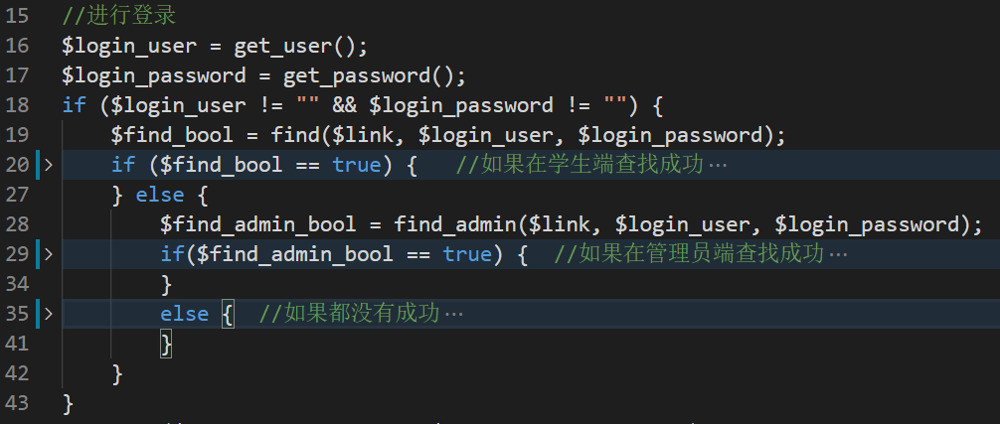 15 //进行登录
16 $login_user = get_user();
17 $login_password = get_password();
18 if ($login_user != "" && $login_password != "") {
19 $find_bool = find($link, $login_user, $login_password);
20 > if ($find_bool == true) { //如果在学生端查找成功…
27 } else {
28 $find_admin_bool = find_admin($link, $login_user, $login_password);
29 > if($find_admin_bool == true) { //如果在管理员端查找成功…
34 }
35 > else { //如果都没有成功…
41 }
42 }
43 }